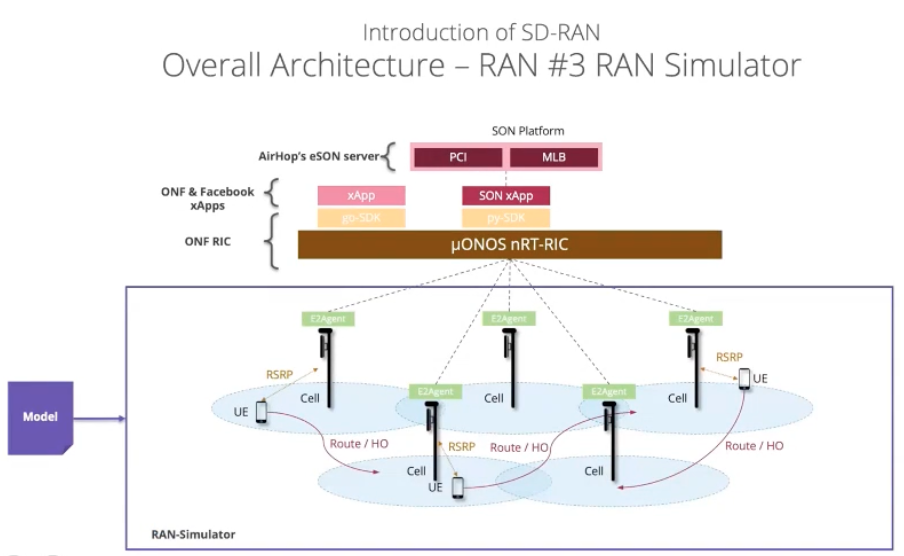 Introduction of SD-RAN
Overall Architecture – RAN #3 RAN Simulator
SON Platform
AirHop's eSON server
PCI
MLB
ONF & Facebook
xApps
xApp
SON xApp
go-SDK
py-SDK
ONF RIC
µONOS nRT-RIC
E2Agent
E2Agent
E2Agent
RSRP
RSRP
UE
Cell
E2Agent
Cell
E2Agent
Cell
UE
Model
Route / HO
RSRP
Route / HO
Route / HO
Cell
UE
Cell
RAN-Simulator